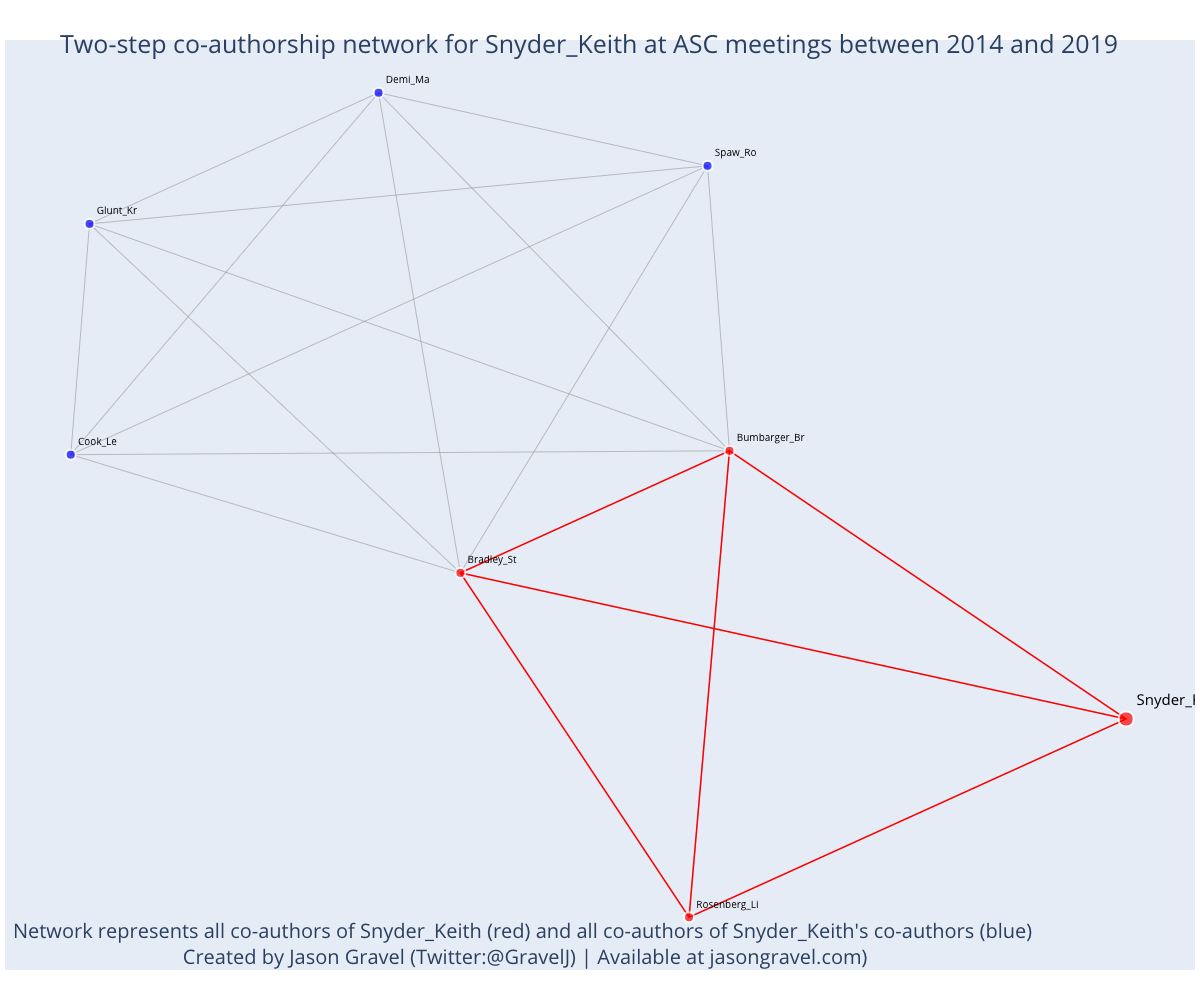 Two-step co-authorship network for Snyder_Keith at ASC meetings between 2014 and 2019
Demi_Ma
Spaw_Ro
Glunt_Kr
Bumbarger_Br
Cook_Le
Bradley_St
Rosenberg_Li
Network represents all co-authors of Snyder_Keith (red) and all co-authors of Snyder_Keith's co-authors (blue)
Created by Jason Gravel (Twitter:@GravelJ) | Available at jasongravel.com)